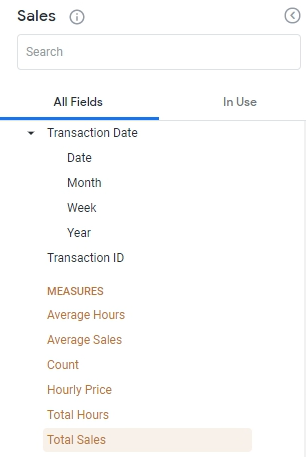 Sales
Search
All Fields In Use
Transaction Date
Date
Month
Week
Year
Transaction ID
MEASURES
Average Hours
Average Sales
Count
Hourly Price
Total Hours
Total Sales